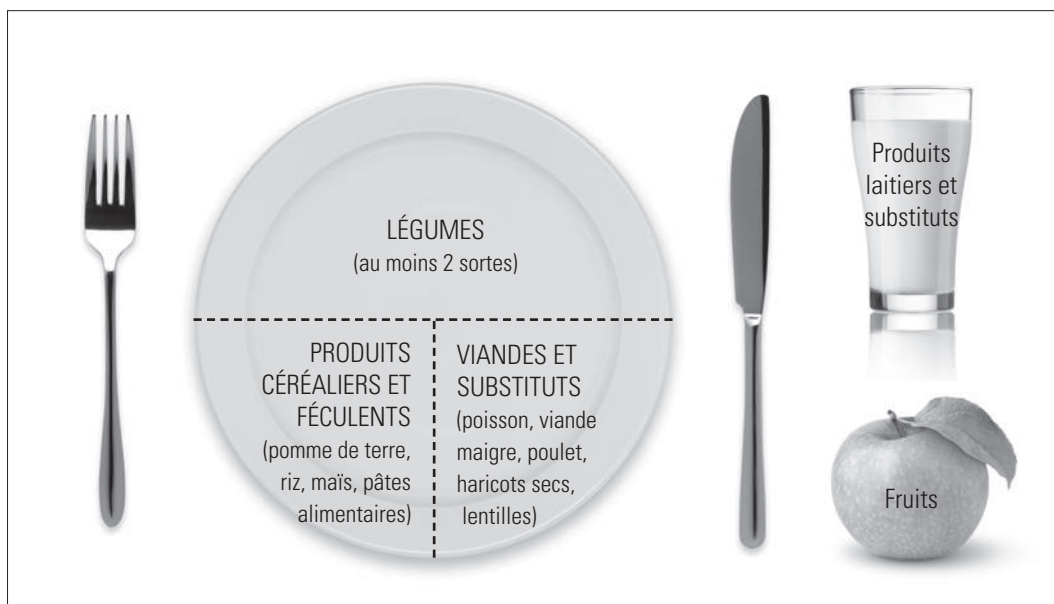 LÉGUMES
(au moins 2 sortes)
PRODUITS
CÉRÉALIERS ET
FÉCULENTS
(pomme de terre,
riz, maïs, pâtes
alimentaires)
VIANDES ET
SUBSTITUTS
(poisson, viande
maigre, poulet,
haricots secs,
lentilles)
Produits
laitiers et
substituts
Fruits